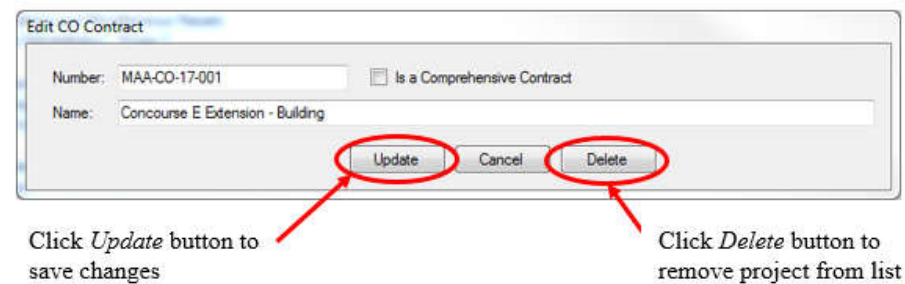 Edit CO Contract
Number: MAA-CO-17-001 Is a Comprehensive Contract
Name: Concourse E Extension - Building
Update Cancel Delete
Click Update button to
save changes
Click Delete button to
remove project from list